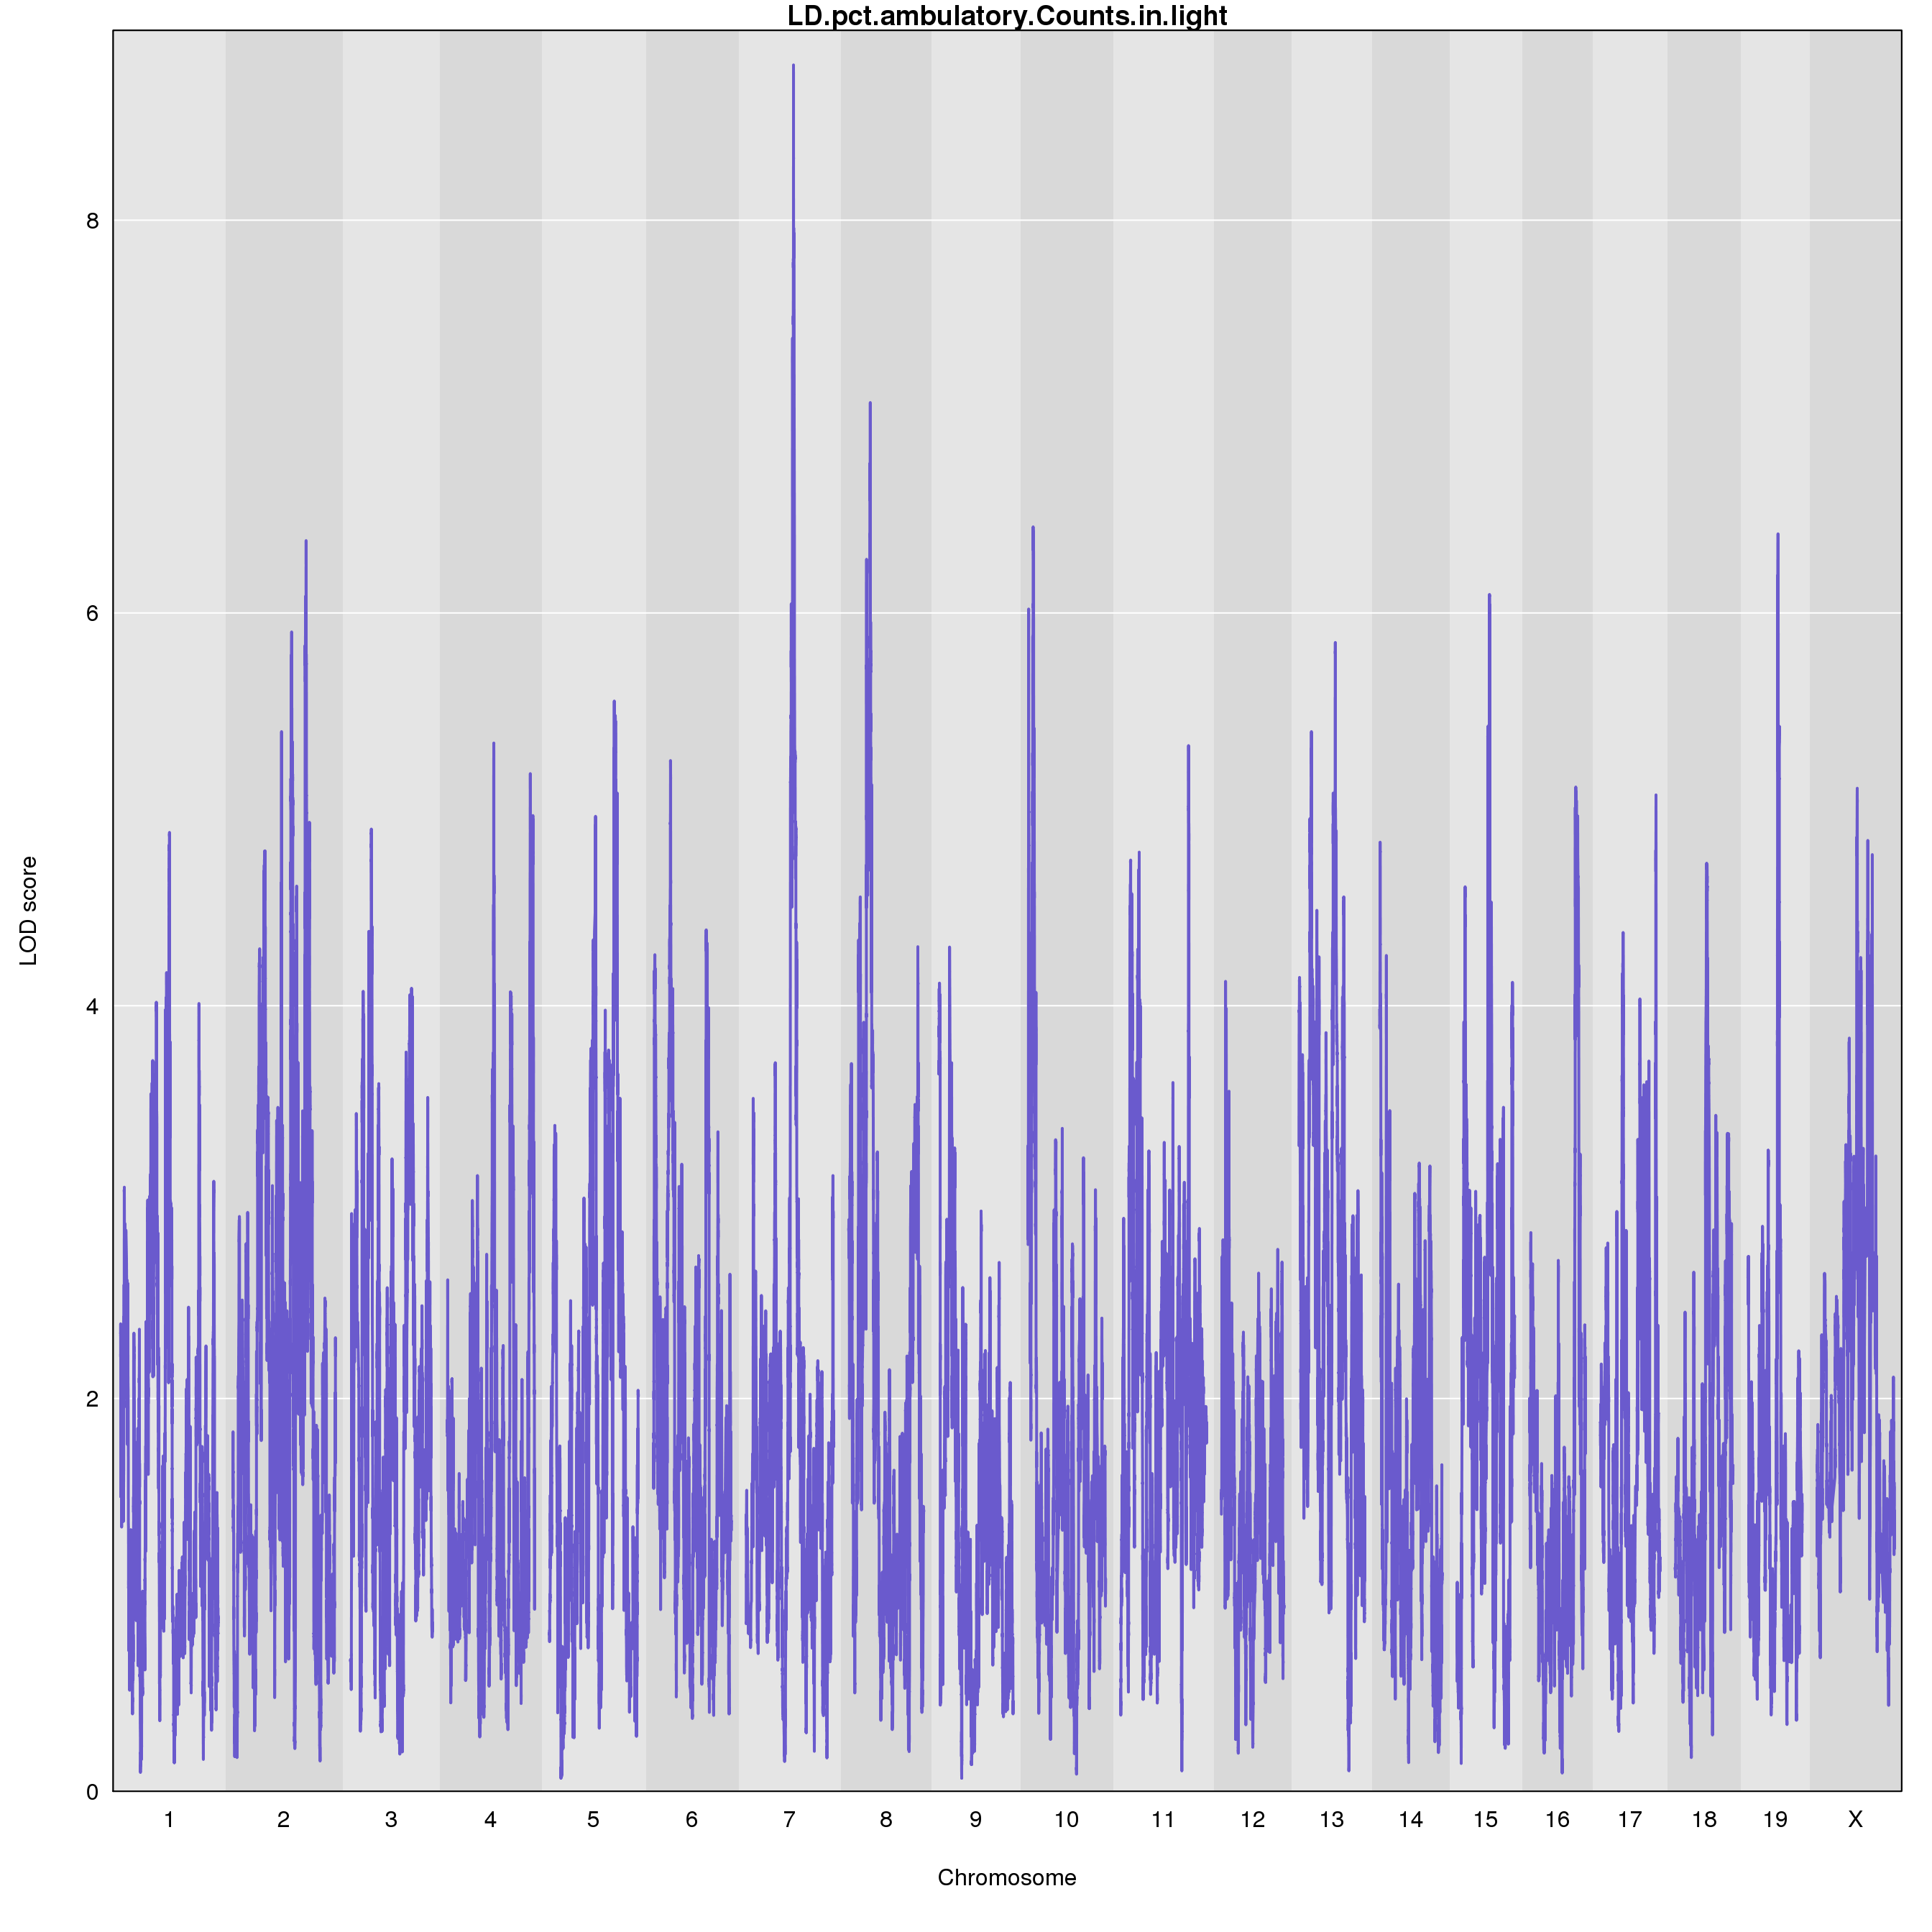 LD.pct.ambulatory.Counts.in.light
8
6
4
2
0
LOD score
1 2 3 4 5 6 7 8 9 10 11 12 13 14 15 16 17 18 19 X
Chromosome